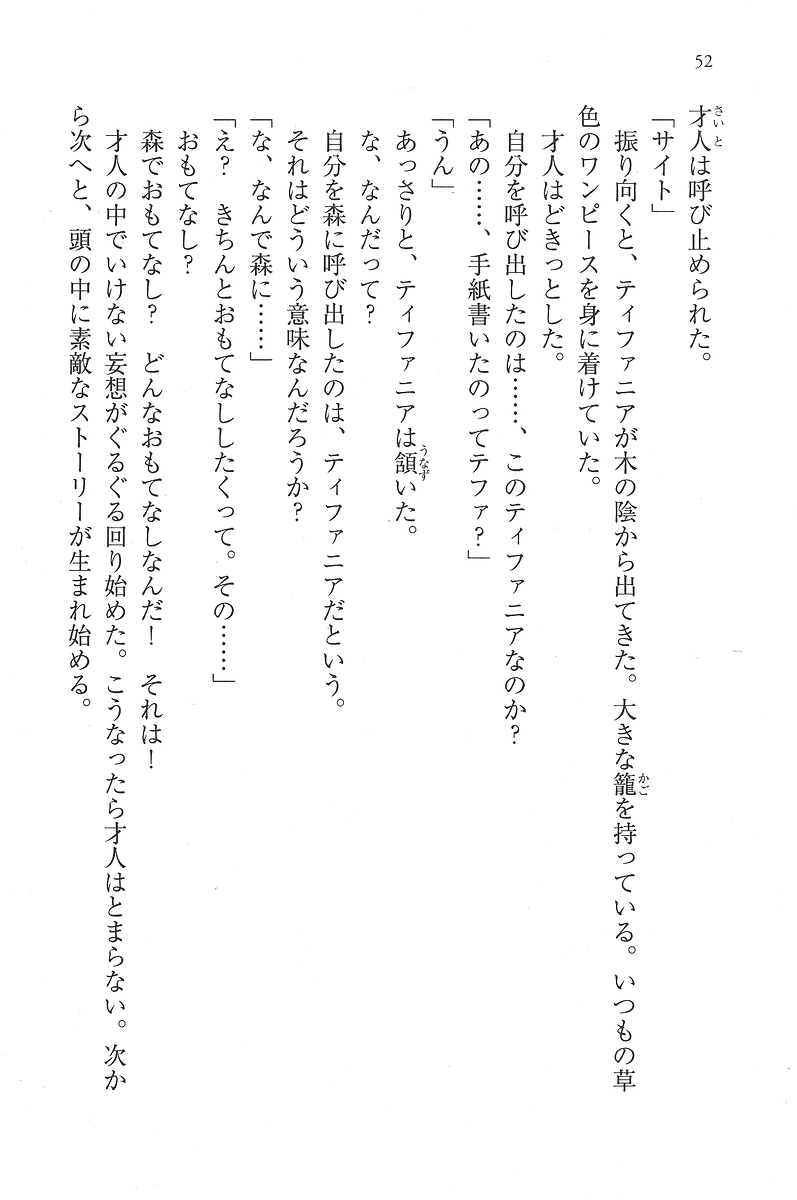 52
才人は呼び止められた。
「サイト」
　振り向くと、ティファニアが木の陰から出てきた。大きな籠を持っている。いつもの草
色のワンピースを身に着けていた。
　才人はどきっとした。
　自分を呼び出したのは……、このティファニアなのか？
「あの……、手紙書いたのってテファ？」
「うん」
　あっさりと、ティファニアは頷いた。
　な、なんだって？
　自分を森に呼び出したのは、ティファニアだという。
　それはどういう意味なんだろうか？
「な、なんで森に……」
「え？　きちんとおもてなししたくって。その……」
　おもてなし？
　森でおもてなし？　どんなおもてなしなんだ！　それは！
　才人の中でいけない妄想がぐるぐる回り始めた。こうなったら才人はとまらない。次か
ら次へと、頭の中に素敵なストーリーが生まれ始める。